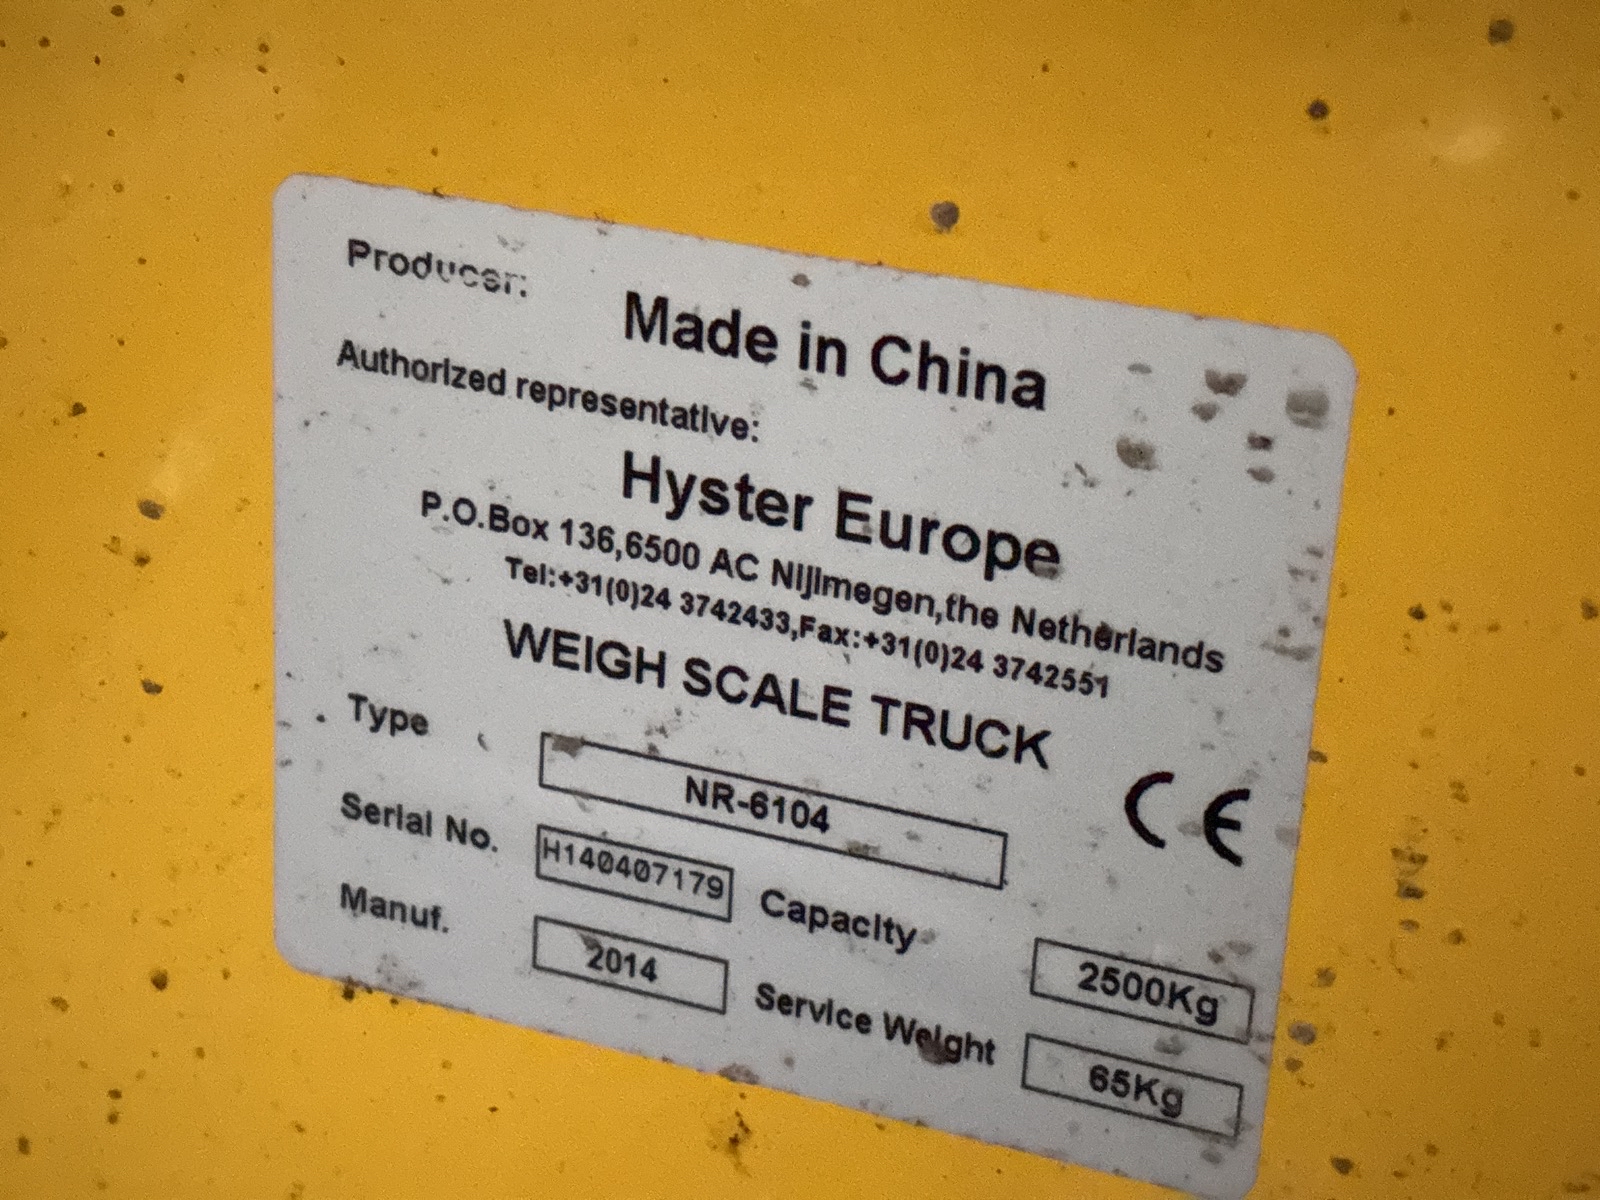 Producer:
Made in China
Authorized representative:
Hyster Europe
P.O.Box 136,6500 AC Nijlmegen,the Netherlands
Tel:+31(0)24 3742433,Fax:+31(0)24 3742551
WEIGH SCALE TRUCK
Type NR-6104
CE
Serial No. H140407179 Capacity 2500Kg
Manuf. 2014 Service Weight 65Kg